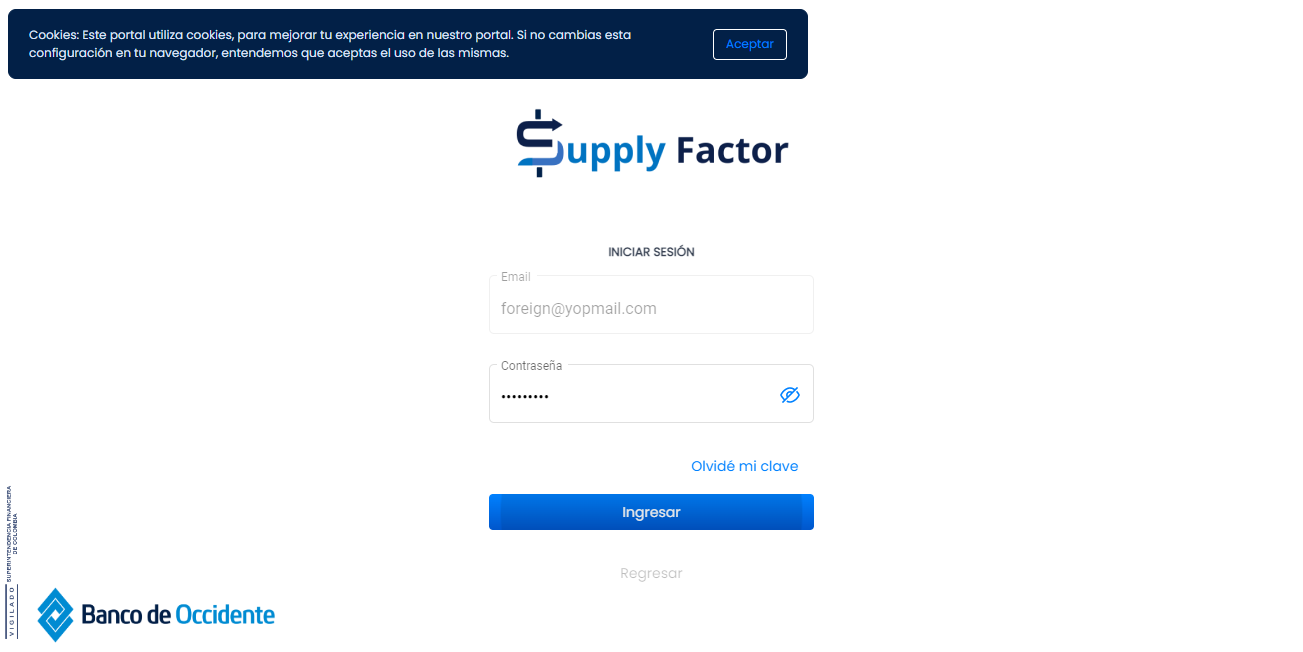 Cookies: Este portal utiliza cookies, para mejorar tu experiencia en nuestro portal. Si no cambias esta
configuración en tu navegador, entendemos que aceptas el uso de las mismas.
Aceptar
Supply Factor
INICIAR SESIÓN
Email
foreign@yopmail.com
Contraseña
•••••••••
Olvidé mi clave
Ingresar
Regresar
VIGILADO
SUPERINTENDENCIA FINANCIERA
DE COLOMBIA
Banco de Occidente